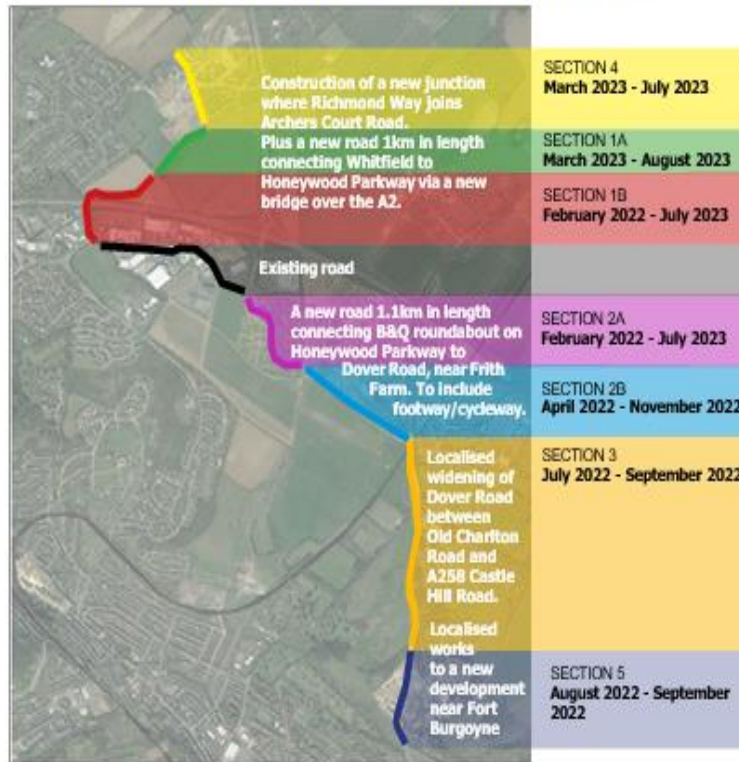 Construction of a new junction
where Richmond Way joins
Archers Court Road.
Plus a new road 1km in length
connecting Whitfield to
Honeywood Parkway via a new
bridge over the A2.
SECTION 4
March 2023 - July 2023
SECTION 1A
March 2023 - August 2023
SECTION 1B
February 2022 - July 2023
Existing road
A new road 1.1km in length
connecting B&Q roundabout on
Honeywood Parkway to
Dover Road, near Frith
Farm. To include
footway/cycleway.
SECTION 2A
February 2022 - July 2023
SECTION 2B
April 2022 - November 2022
Localised
widening of
Dover Road
between
Old Charlton
Road and
A258 Castle
Hill Road.
SECTION 3
July 2022 - September 2022
Localised
works
to a new
development
near Fort
Burgoyne
SECTION 5
August 2022 - September
2022